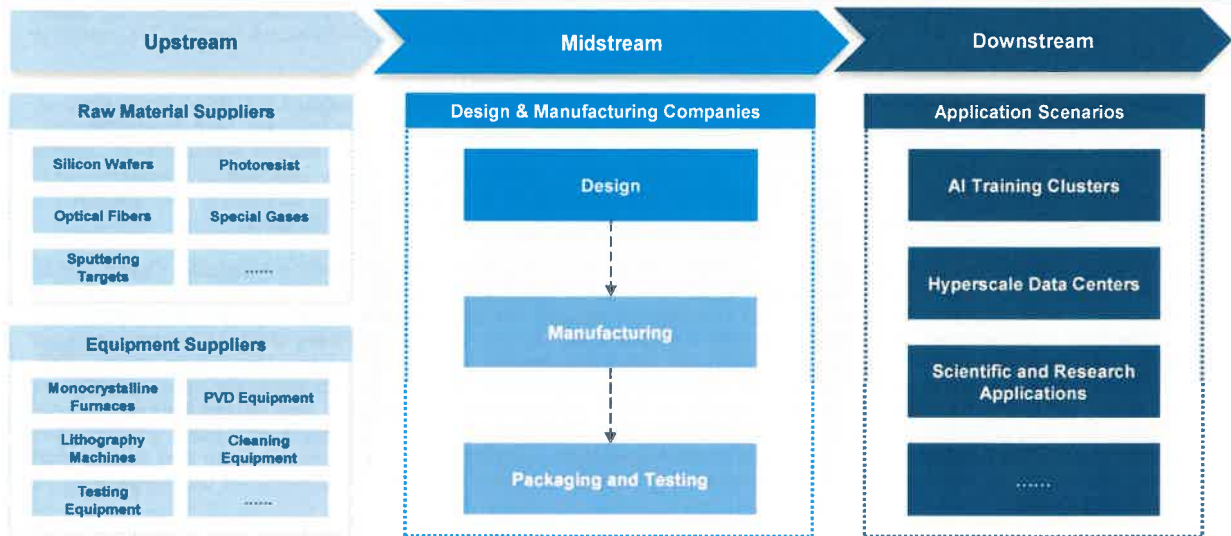 Upstream
Midstream
Downstream
Raw Material Suppliers
Silicon Wafers
Photoresist
Optical Fibers
Special Gases
Sputtering
Targets
......
Equipment Suppliers
Monocrystalline
Furnaces
PVD Equipment
Lithography
Machines
Cleaning
Equipment
Testing
Equipment
......
Design & Manufacturing Companies
Design
Manufacturing
Packaging and Testing
Application Scenarios
AI Training Clusters
Hyperscale Data Centers
Scientific and Research
Applications
......